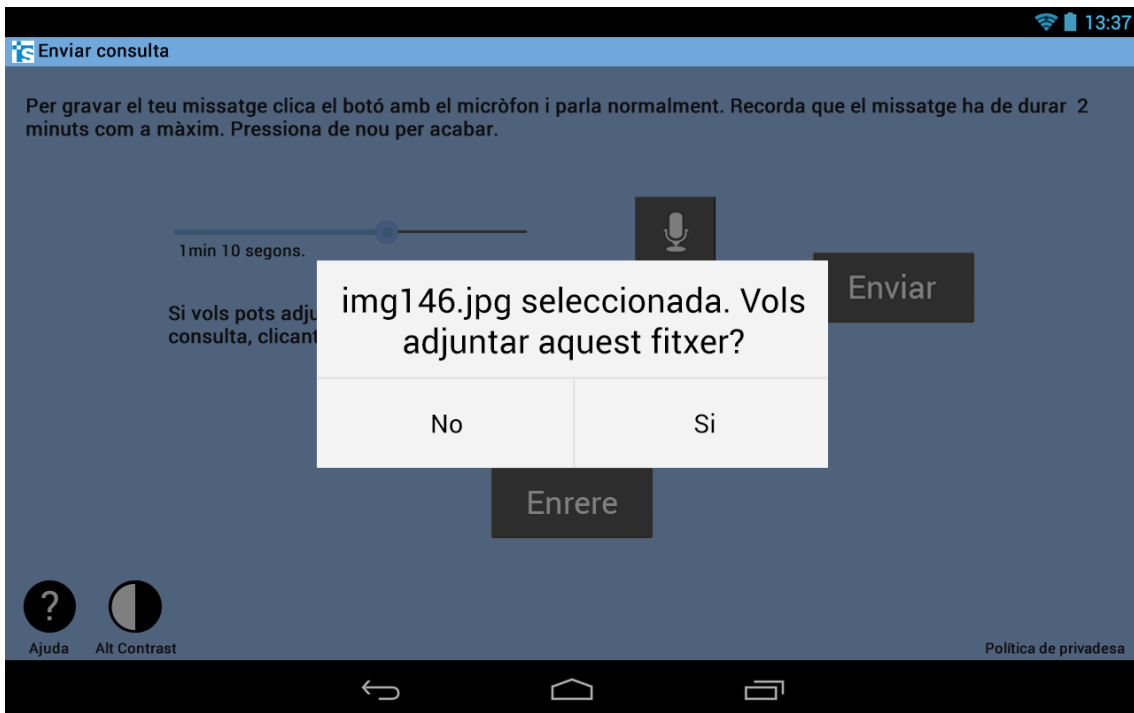 13:37
Enviar consulta
Per gravar el teu missatge clica el botó amb el micròfon i parla normalment. Recorda que el missatge ha de durar 2
minuts com a màxim. Pressiona de nou per acabar.
1min 10 segons.
Enviar
Si vols pots
consulta,
img146.jpg seleccionada. Vols
adjuntar aquest fitxer?
No
Si
Enrere
?
Ajuda
Alt Contrast
Política de privadesa